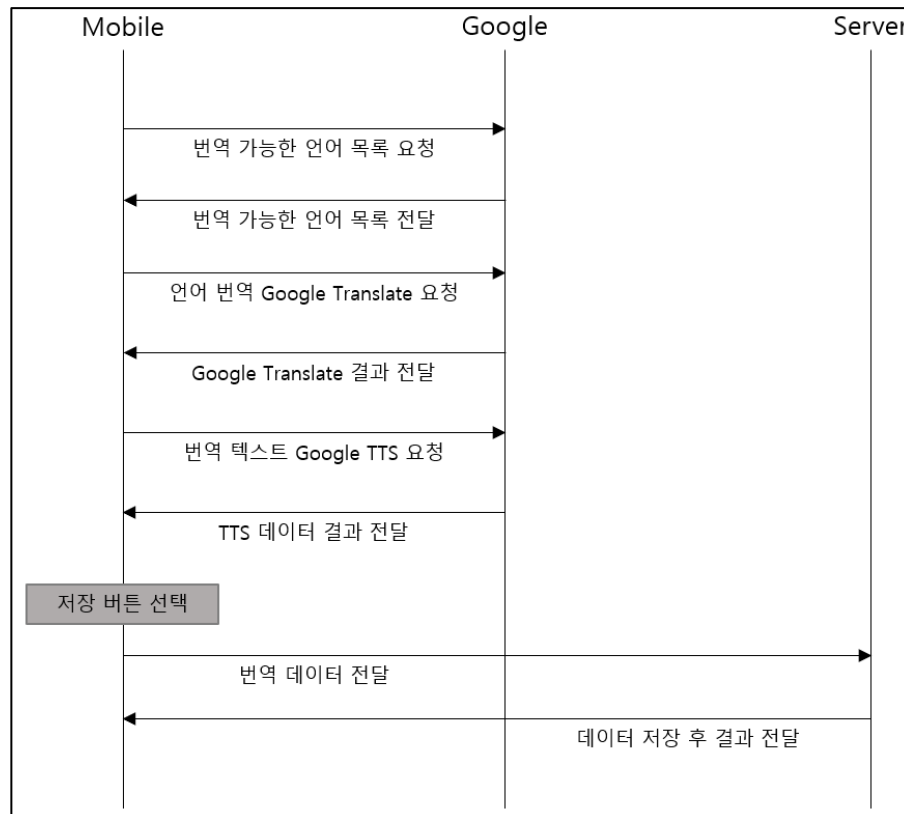 Mobile
Google
Server
번역 가능한 언어 목록 요청
번역 가능한 언어 목록 전달
언어 번역 Google Translate 요청
Google Translate 결과 전달
번역 텍스트 Google TTS 요청
TTS 데이터 결과 전달
저장 버튼 선택
번역 데이터 전달
데이터 저장 후 결과 전달